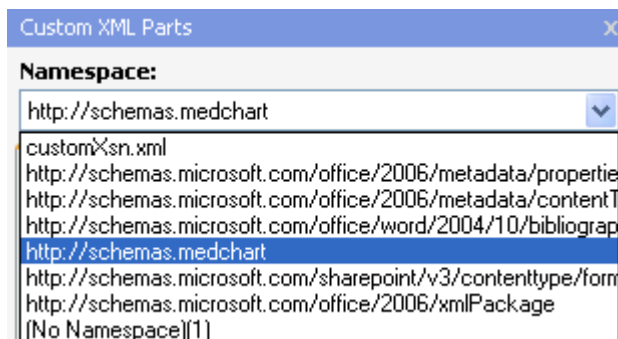 Custom XML Parts
Namespace:
http://schemas.medchart
customXsn.xml
http://schemas.microsoft.com/office/2006/metadata/propertie
http://schemas.microsoft.com/office/2006/metadata/contentT
http://schemas.microsoft.com/office/word/2004/10/bibliograp
http://schemas.medchart
http://schemas.microsoft.com/sharepoint/v3/contenttype/form
http://schemas.microsoft.com/office/2006/xmlPackage
(No Namespace)(1)